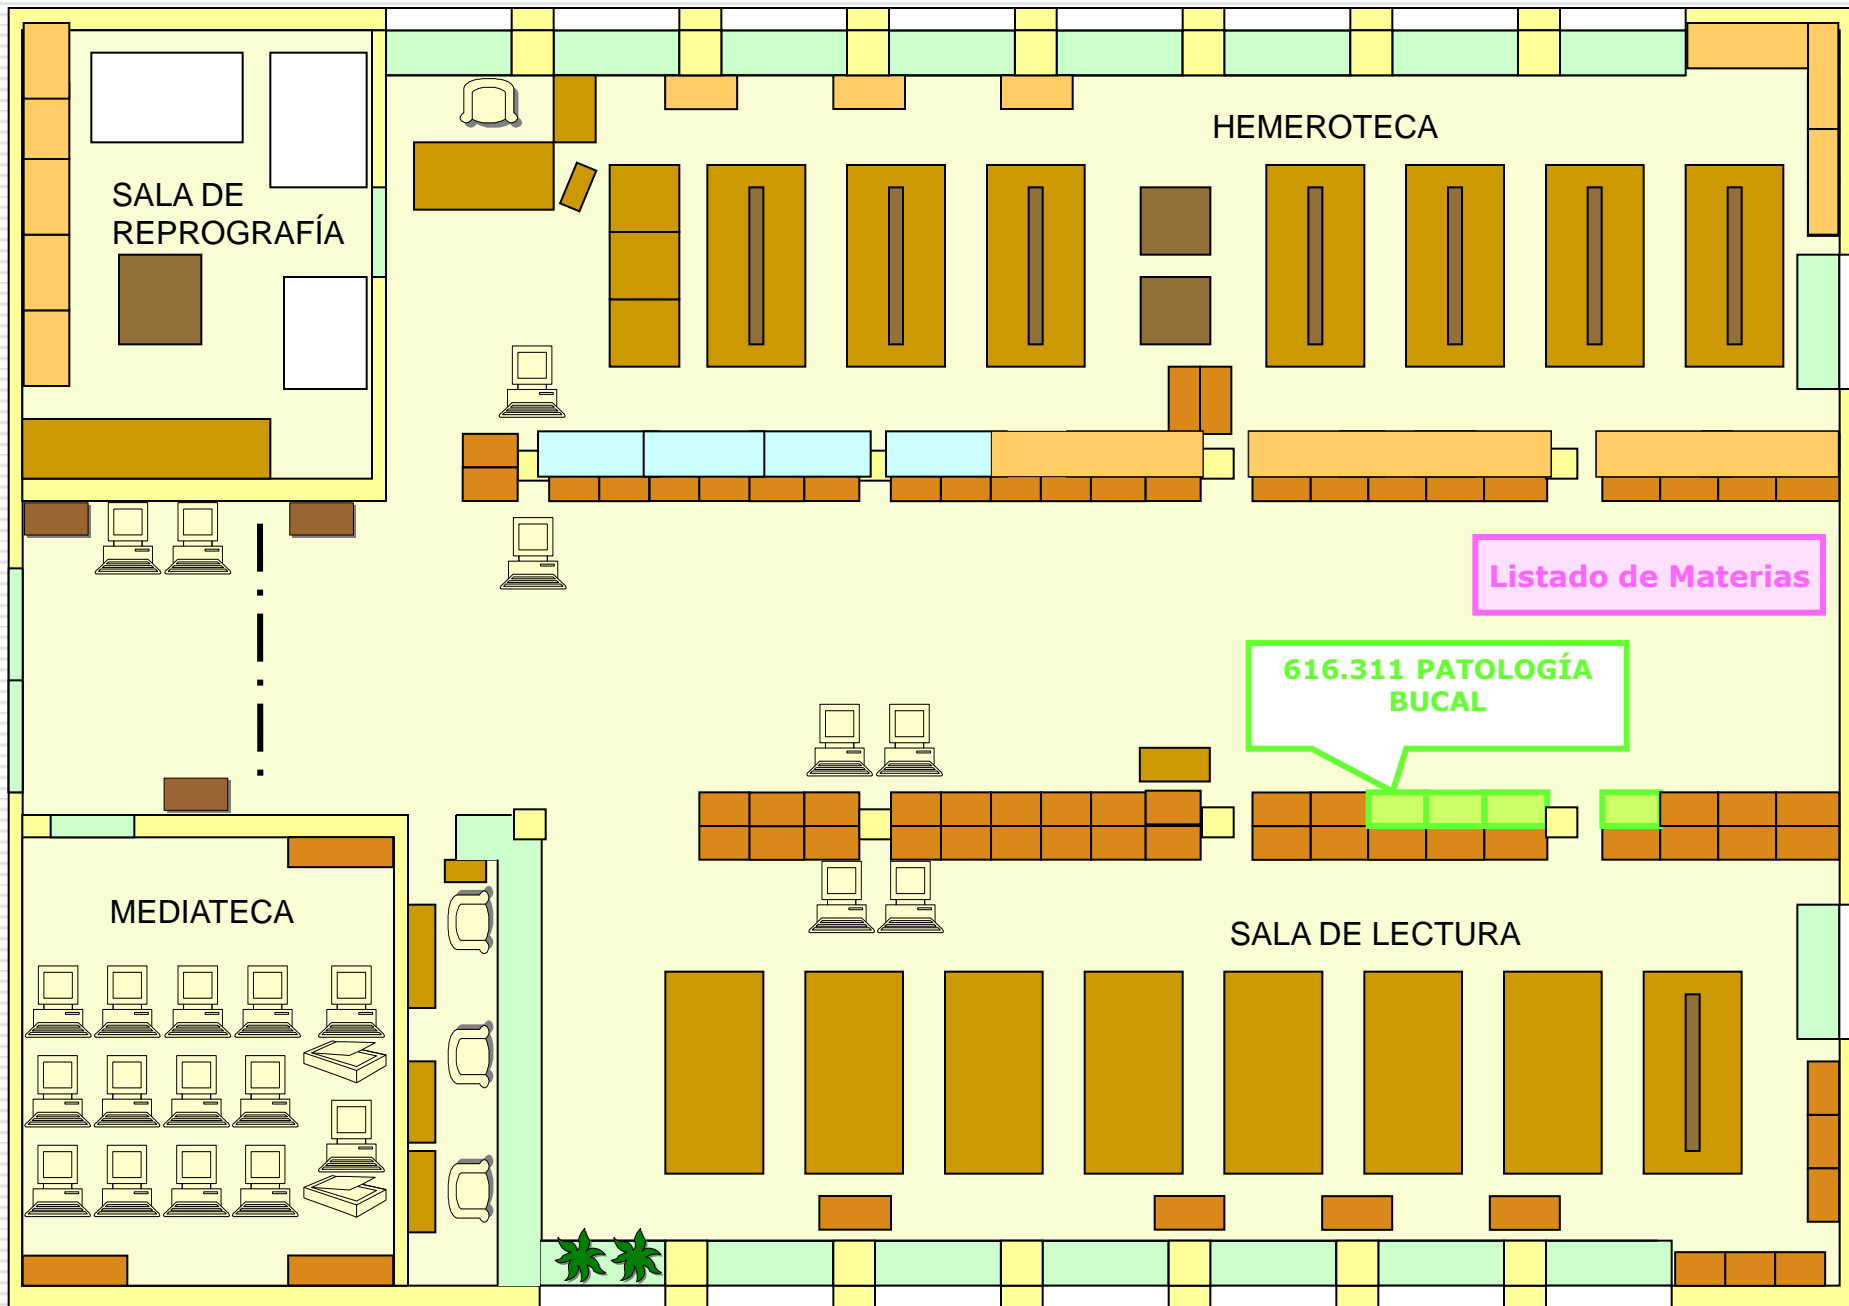 HEMEROTECA
SALA DE
REPROGRAFÍA
Listado de Materias
616.311 PATOLOGÍA
BUCAL
MEDIATECA
SALA DE LECTURA